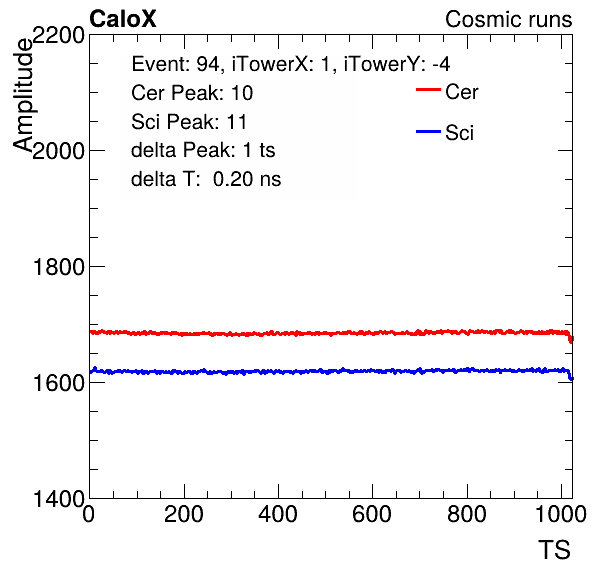 CaloX Cosmic runs
Amplitude
Event: 94, iTowerX: 1, iTowerY: -4
Cer Peak: 10
Sci Peak: 11
delta Peak: 1 ts
delta T:  0.20 ns
Cer
Sci
2200
2000
1800
1600
1400
0 200 400 600 800 1000
TS